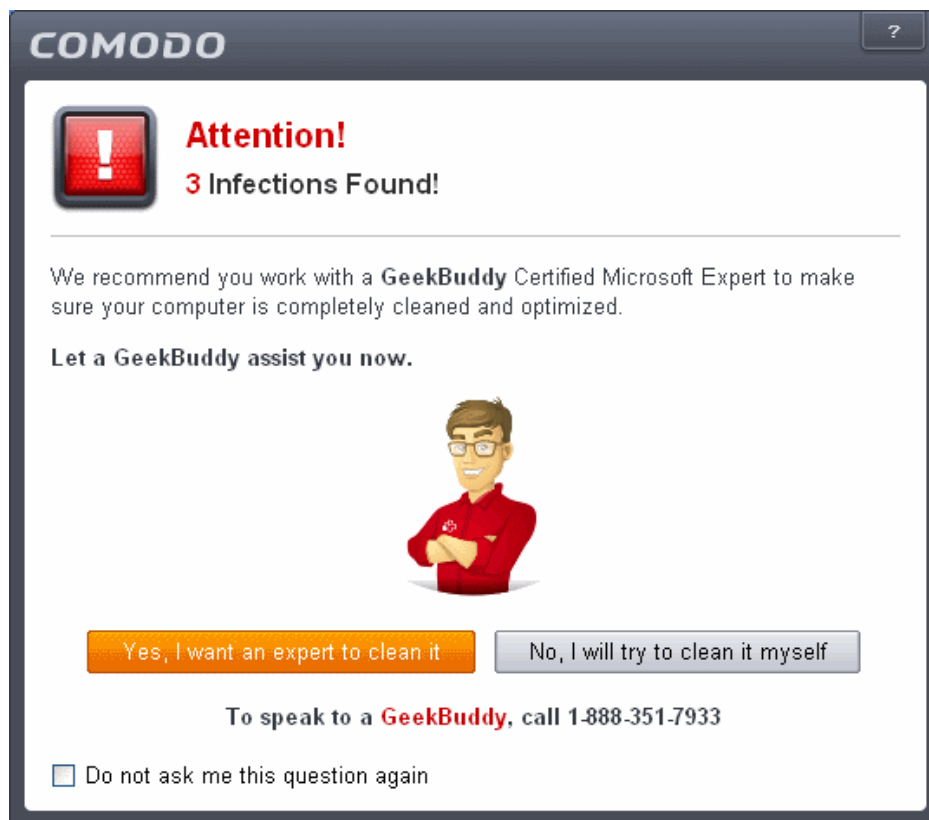 COMODO
?
!
Attention!
3 Infections Found!
We recommend you work with a GeekBuddy Certified Microsoft Expert to make
sure your computer is completely cleaned and optimized.
Let a GeekBuddy assist you now.
Yes, I want an expert to clean it
No, I will try to clean it myself
To speak to a GeekBuddy, call 1-888-351-7933
Do not ask me this question again